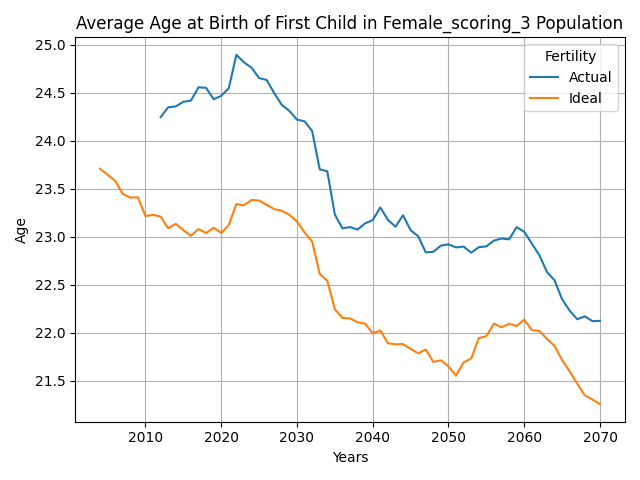 Average Age at Birth of First Child in Female_scoring_3 Population
Fertility
Actual
Ideal
Age
25.0
24.5
24.0
23.5
23.0
22.5
22.0
21.5
2010 2020 2030 2040 2050 2060 2070
Years